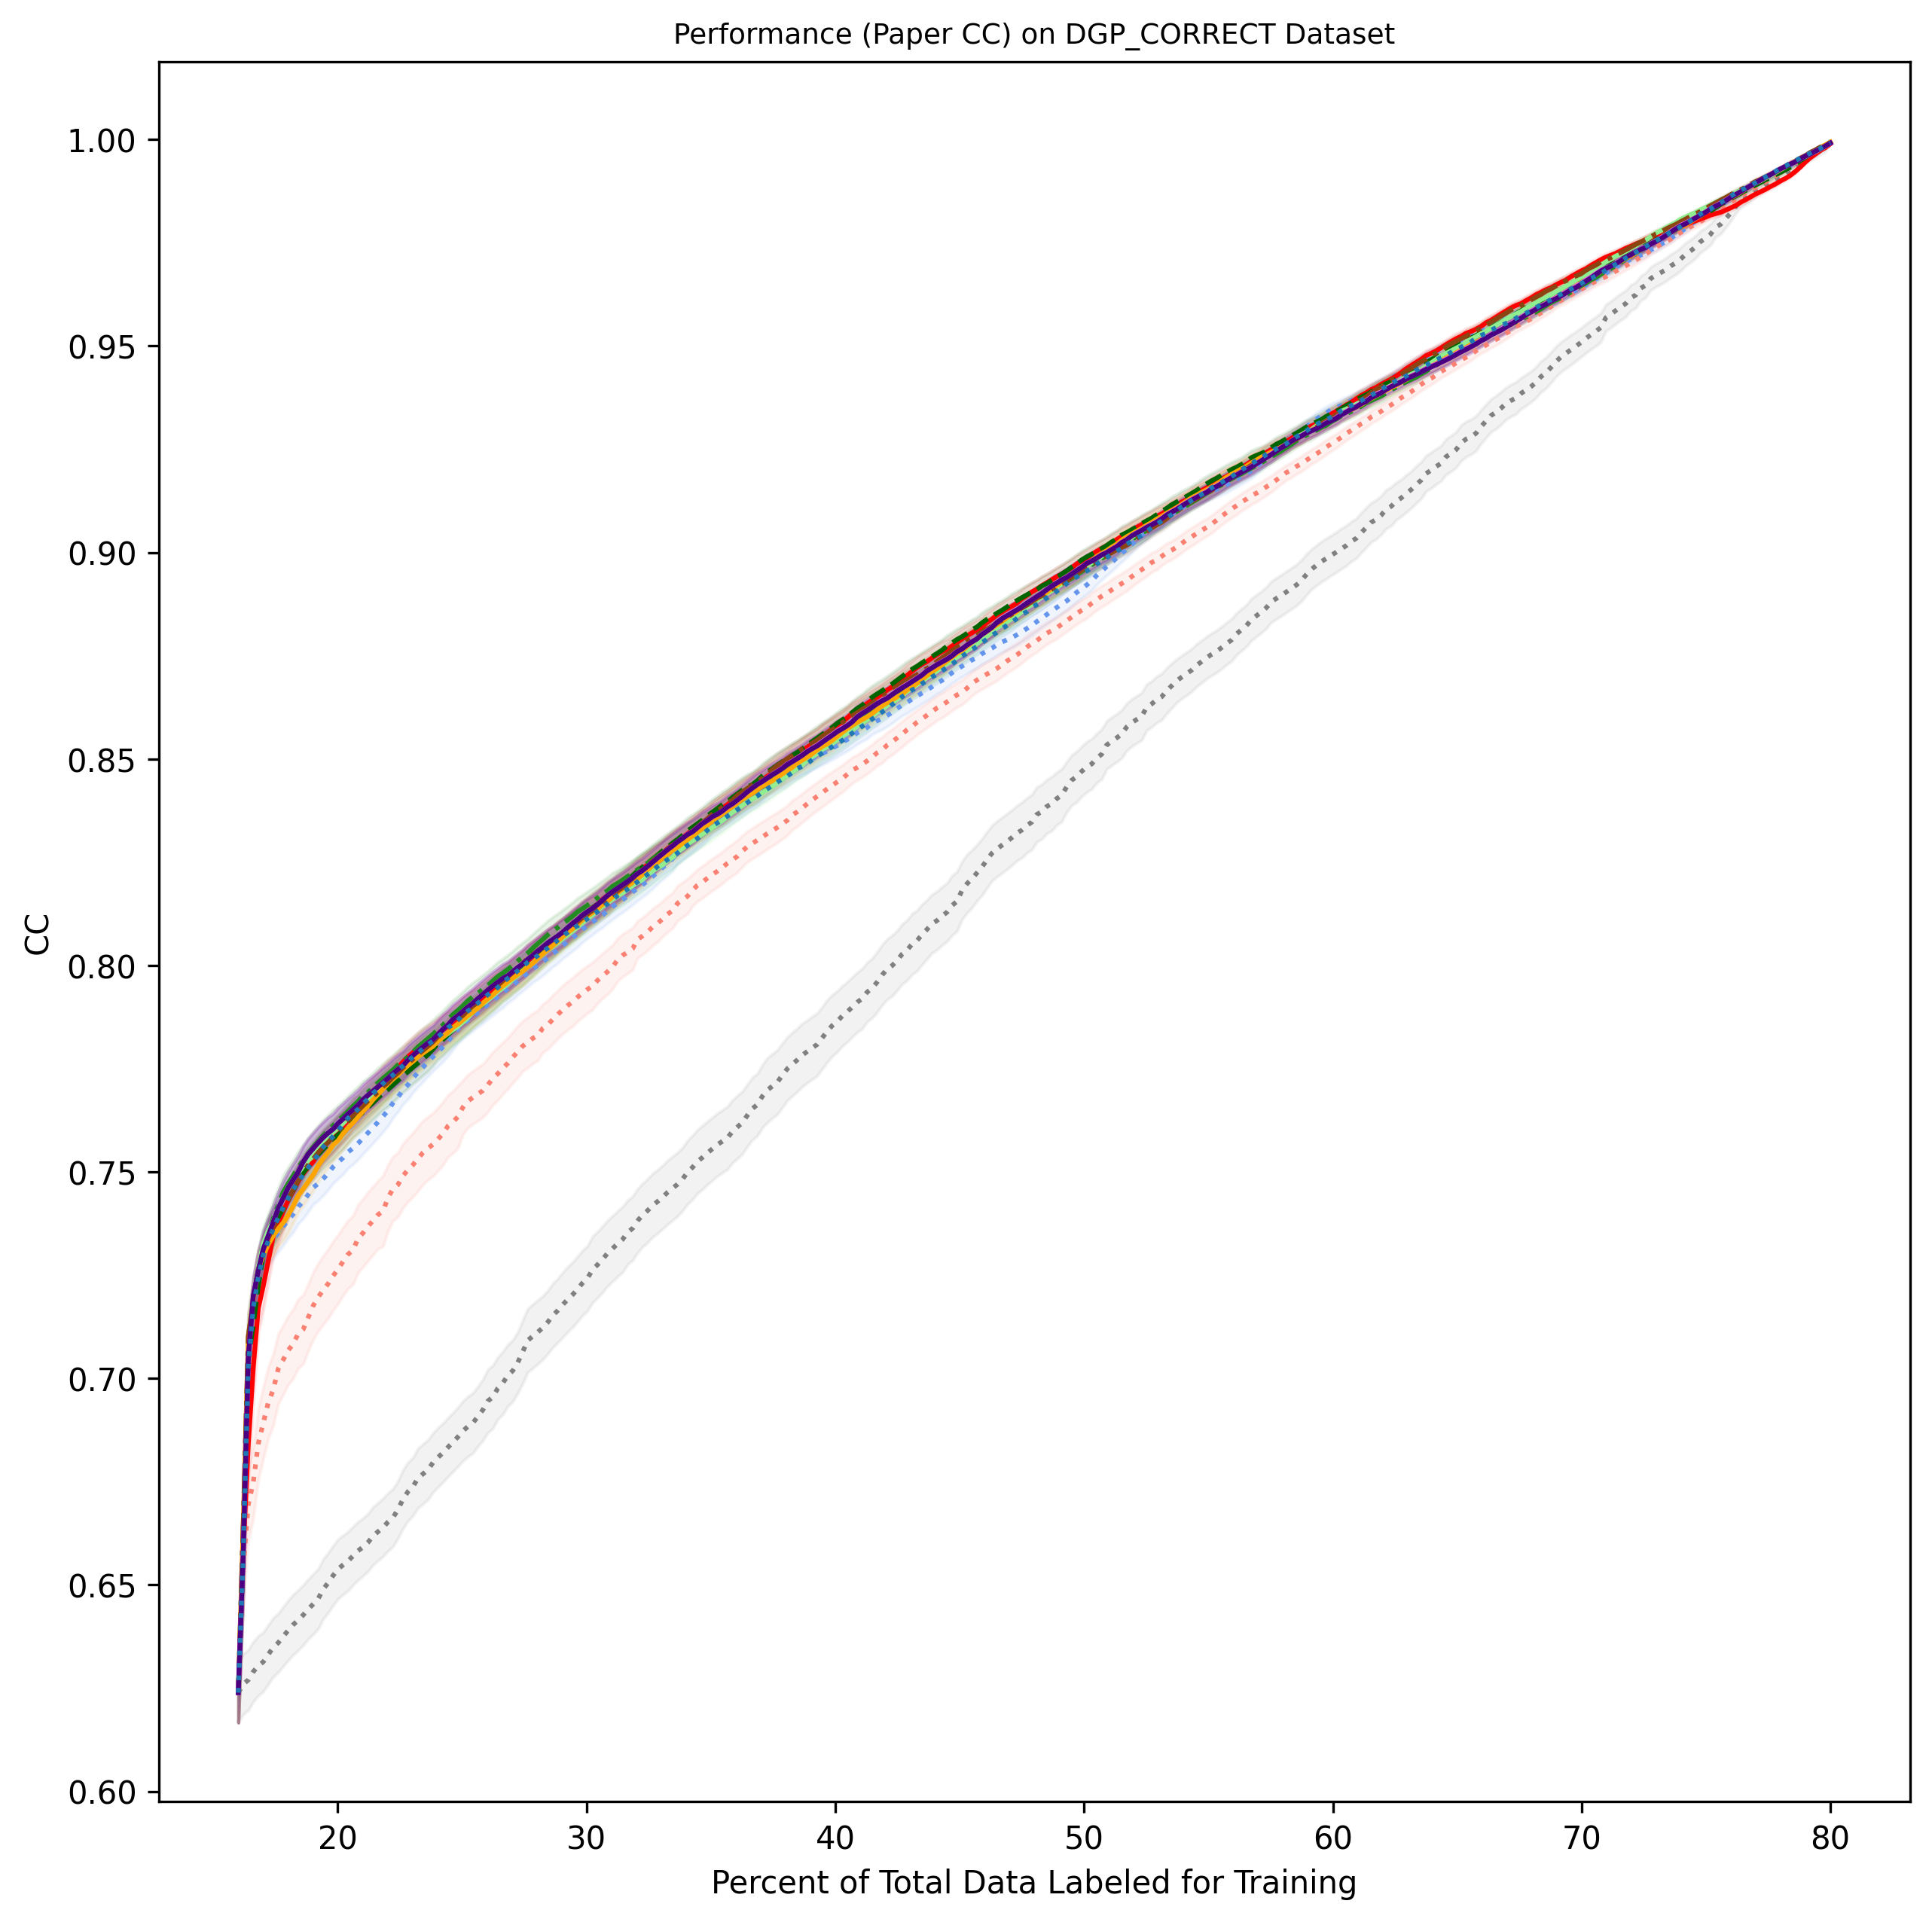 Performance (Paper CC) on DGP_CORRECT Dataset
1.00
0.95
0.90
0.85
0.80
0.75
0.70
0.65
0.60
CC
20 30 40 50 60 70 80
Percent of Total Data Labeled for Training